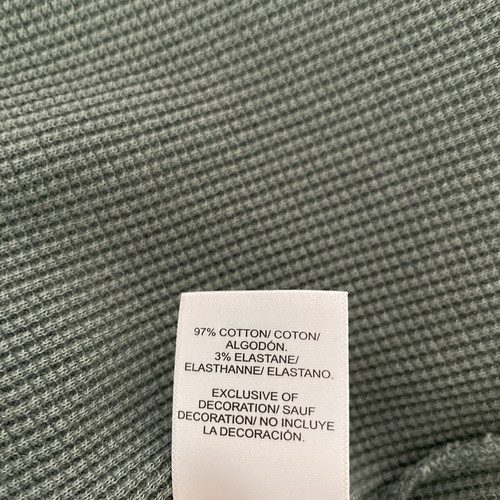 97% COTTON/ COTON/
ALGODÓN.
3% ELASTANE/
ELASTHANNE/ ELASTANO.
EXCLUSIVE OF
DECORATION/ SAUF
DECORATION/ NO INCLUYE
LA DECORACIÓN.